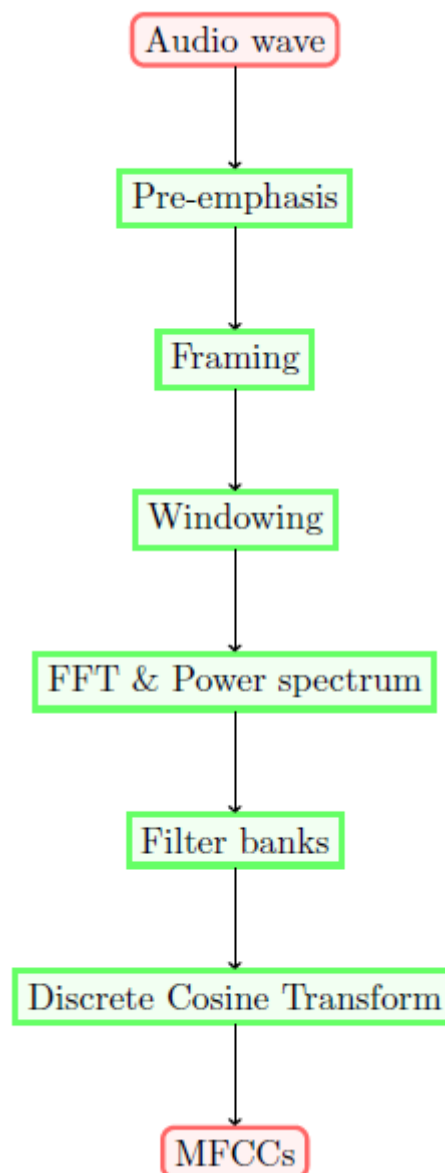 Audio wave
Pre-emphasis
Framing
Windowing
FFT & Power spectrum
Filter banks
Discrete Cosine Transform
MFCCs